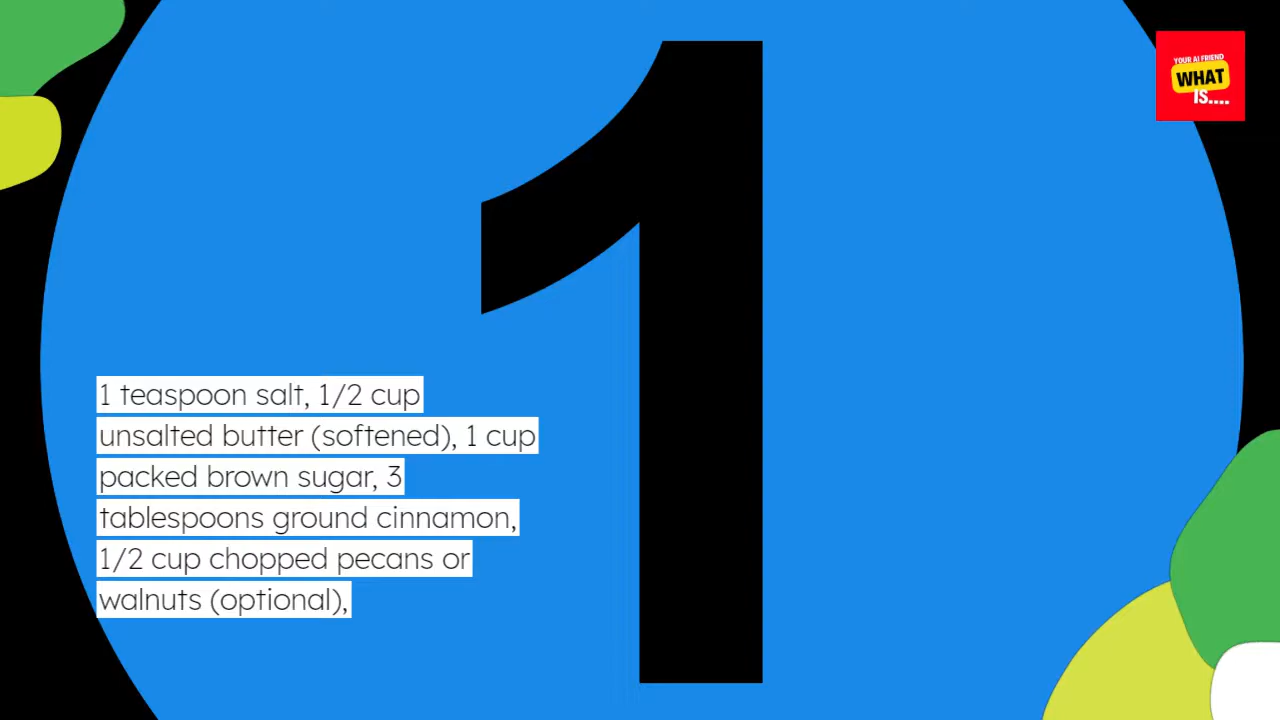 1
YOUR AI FRIEND
WHAT
IS....
1 teaspoon salt, 1/2 cup
unsalted butter (softened), 1 cup
packed brown sugar, 3
tablespoons ground cinnamon,
1/2 cup chopped pecans or
walnuts (optional),